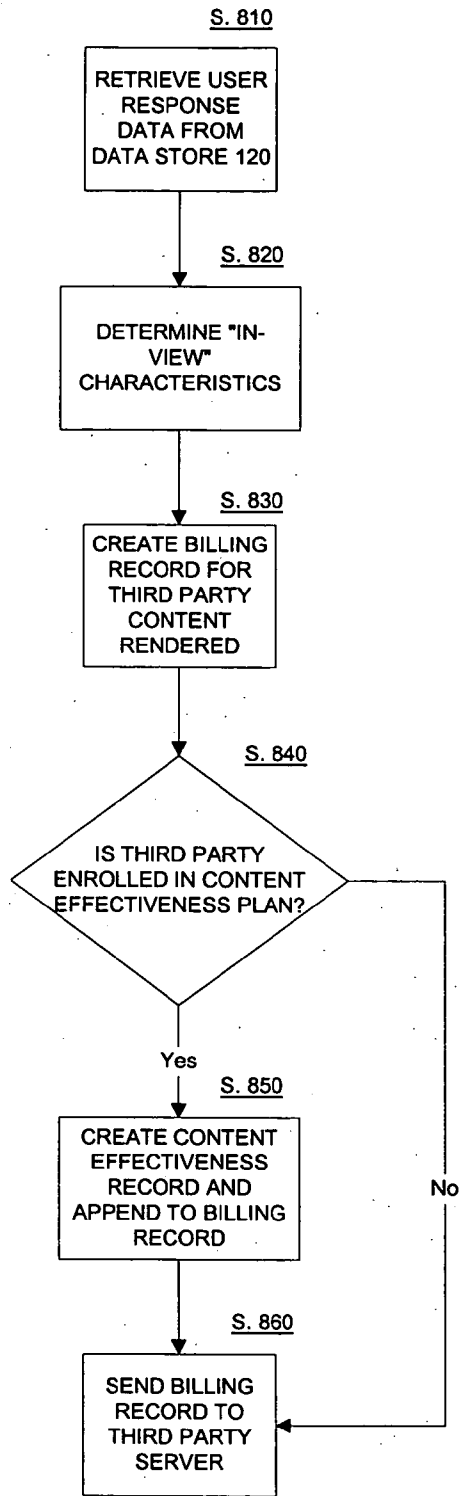 S. 810
RETRIEVE USER
RESPONSE
DATA FROM
DATA STORE 120
S. 820
DETERMINE "IN-
VIEW"
CHARACTERISTICS
S. 830
CREATE BILLING
RECORD FOR
THIRD PARTY
CONTENT
RENDERED
S. 840
IS THIRD PARTY
ENROLLED IN CONTENT
EFFECTIVENESS PLAN?
Yes
S. 850
CREATE CONTENT
EFFECTIVENESS
RECORD AND
APPEND TO BILLING
RECORD
No
S. 860
SEND BILLING
RECORD TO
THIRD PARTY
SERVER